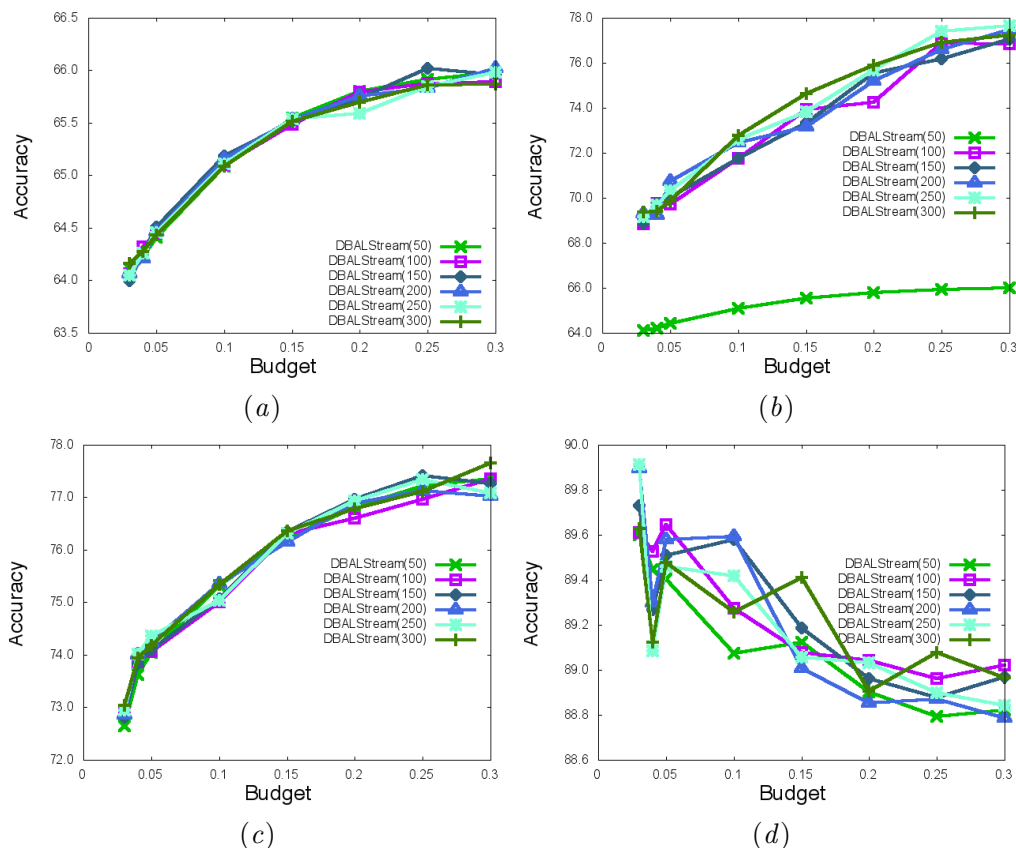 66.5
66.0
65.5
65.0
64.5
64.0
63.5
Accuracy
DBALStream(50)
DBALStream(100)
DBALStream(150)
DBALStream(200)
DBALStream(250)
DBALStream(300)
0 0.05 0.1 0.15 0.2 0.25 0.3
Budget
(a)
78.0
76.0
74.0
72.0
70.0
68.0
66.0
64.0
Accuracy
DBALStream(50)
DBALStream(100)
DBALStream(150)
DBALStream(200)
DBALStream(250)
DBALStream(300)
0 0.05 0.1 0.15 0.2 0.25 0.3
Budget
(b)
78.0
77.0
76.0
75.0
74.0
73.0
72.0
Accuracy
DBALStream(50)
DBALStream(100)
DBALStream(150)
DBALStream(200)
DBALStream(250)
DBALStream(300)
0 0.05 0.1 0.15 0.2 0.25 0.3
Budget
(c)
90.0
89.8
89.6
89.4
89.2
89.0
88.8
88.6
Accuracy
DBALStream(50)
DBALStream(100)
DBALStream(150)
DBALStream(200)
DBALStream(250)
DBALStream(300)
0 0.05 0.1 0.15 0.2 0.25 0.3
Budget
(d)